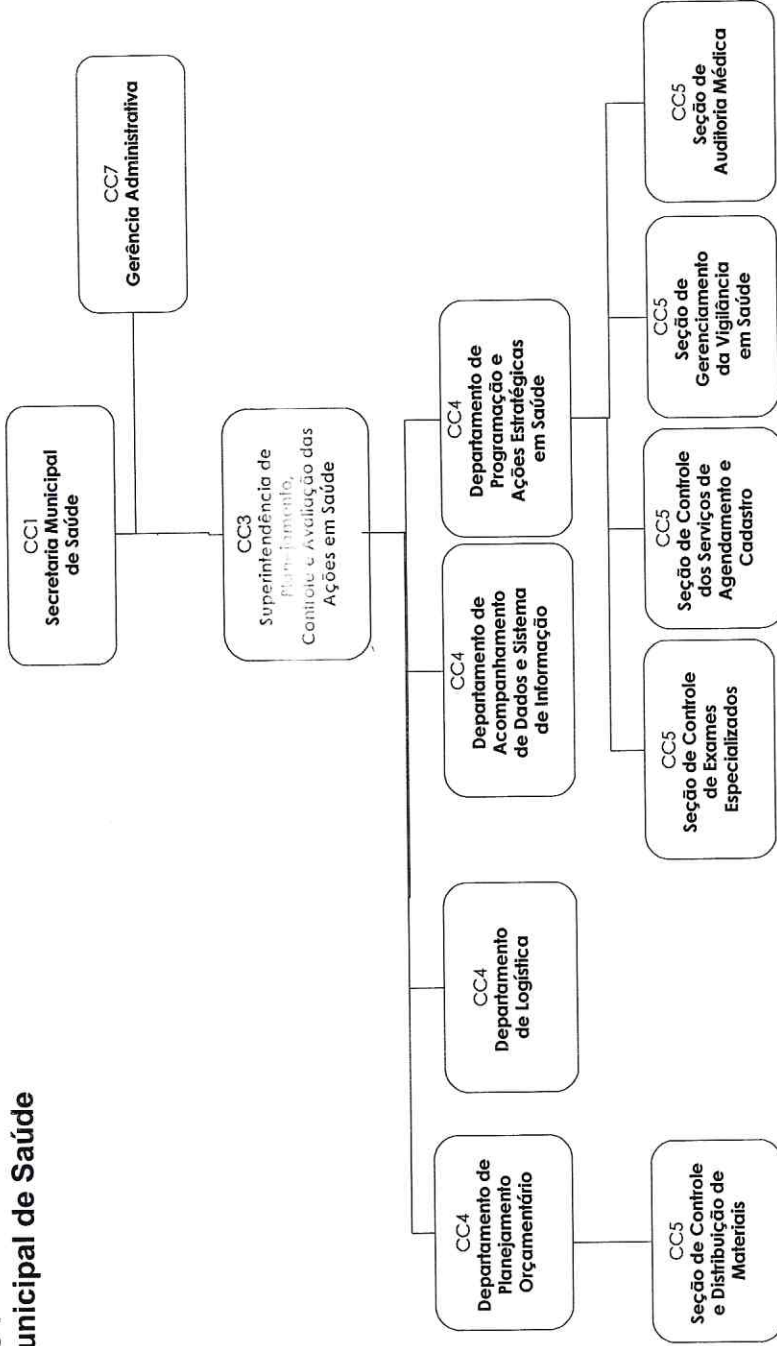 unicipal de Saúde
CC1
Secretaria Municipal
de Saúde
CC7
Gerência Administrativa
CC3
Superintendência de
Planejamento,
Controle e Avaliação das
Ações em Saúde
CC4
Departamento de
Planejamento
Orçamentário
CC4
Departamento
de Logística
CC4
Departamento de
Acompanhamento
de Dados e Sistema
de Informação
CC4
Departamento de
Programação e
Ações Estratégicas
em Saúde
CC5
Seção de Controle
e Distribuição de
Materiais
CC5
Seção de Controle
de Exames
Especializados
CC5
Seção de Controle
dos Serviços de
Agendamento e
Cadastro
CC5
Seção de
Gerenciamento
da Vigilância
em Saúde
CC5
Seção de
Auditoria Médica